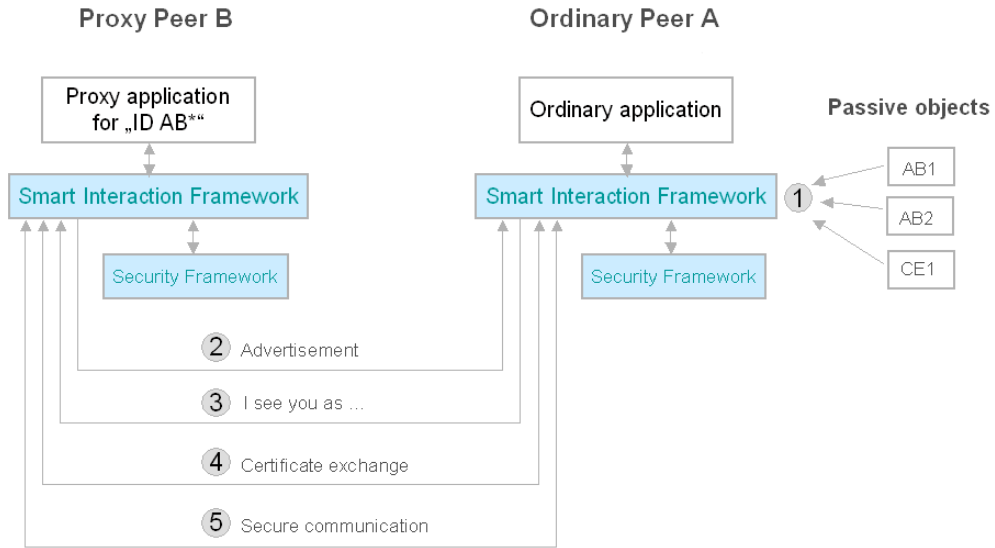 Proxy Peer B
Ordinary Peer A
Proxy application
for „ID AB*“
Ordinary application
Passive objects
AB1
AB2
CE1
Smart Interaction Framework
Smart Interaction Framework
1
Security Framework
Security Framework
2 Advertisement
3 I see you as ...
4 Certificate exchange
5 Secure communication